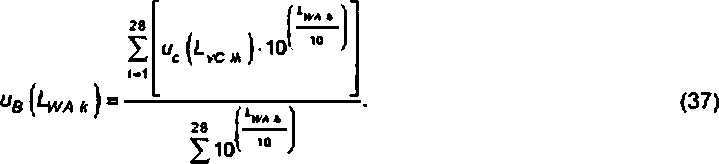 u_B(L_{WA k}) = \frac{\sum_{i=1}^{28}\left[u_c(L_{vC ik}) \cdot 10^{\left(\frac{L_{WA k}}{10}\right)}\right]}{\sum^{28} 10^{\left(\frac{L_{WA k}}{10}\right)}}. (37)